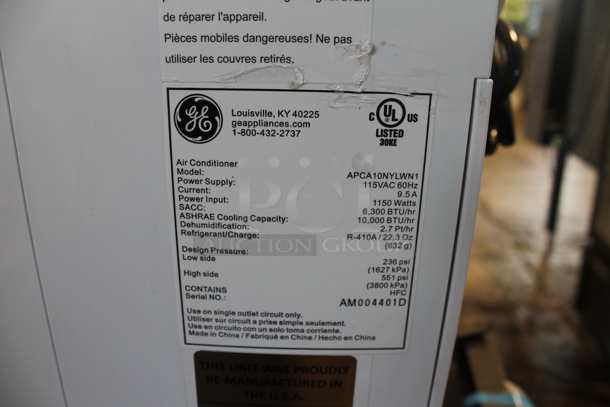 de réparer l'appareil.
Pièces mobiles dangereuses! Ne pas
utiliser les couvres retirés.
GE
Louisville, KY 40225
geappliances.com
1-800-432-2737
C UL US
LISTED
30KE
Air Conditioner
Model: APCA10NYLWN1
Power Supply: 115VAC 60Hz
Current: 9.5 A
Power Input: 1150 Watts
SACC: 6,300 BTU/hr
ASHRAE Cooling Capacity: 10,000 BTU/hr
Dehumidification: 2.7 Pt/hr
Refrigerant/Charge: R-410A / 22.3 Oz
(632 g)
Design Pressure:
Low side 236 psi
(1627 kPa)
High side 551 psi
(3800 kPa)
CONTAINS HFC
Serial NO.: AM004401D
Use on single outlet circuit only.
Utiliser sur circuit a prise simple seulement.
Use en circuito con un solo toma corriente.
Made in China / Fabriqué en Chine / Hacho en China
PCI
AUCTION GROUP
THIS UNIT WAS PROUDLY
RE-MANUFACTURED IN
THE U.S.A.